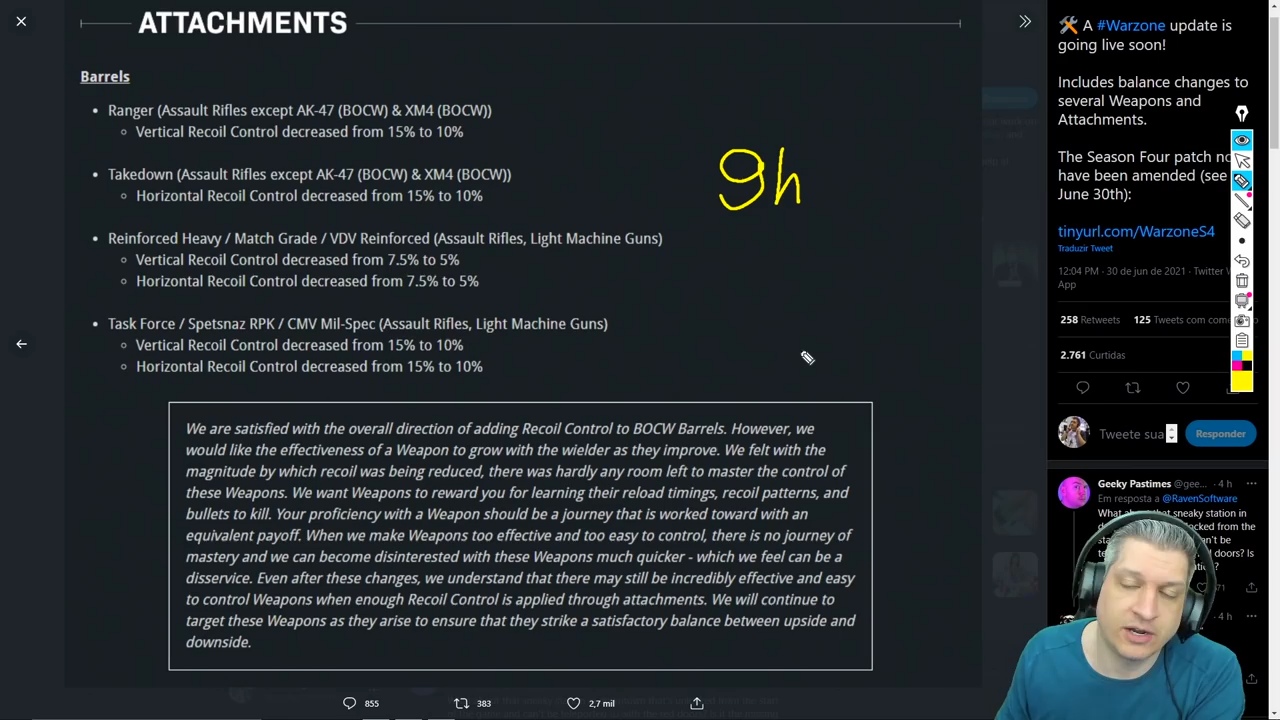 ATTACHMENTS
Barrels
• Ranger (Assault Rifles except AK-47 (BOCW) & XM4 (BOCW))
○ Vertical Recoil Control decreased from 15% to 10%
• Takedown (Assault Rifles except AK-47 (BOCW) & XM4 (BOCW))
○ Horizontal Recoil Control decreased from 15% to 10%
• Reinforced Heavy / Match Grade / VDV Reinforced (Assault Rifles, Light Machine Guns)
○ Vertical Recoil Control decreased from 7.5% to 5%
○ Horizontal Recoil Control decreased from 7.5% to 5%
• Task Force / Spetsnaz RPK / CMV Mil-Spec (Assault Rifles, Light Machine Guns)
○ Vertical Recoil Control decreased from 15% to 10%
○ Horizontal Recoil Control decreased from 15% to 10%
9h
We are satisfied with the overall direction of adding Recoil Control to BOCW Barrels. However, we
would like the effectiveness of a Weapon to grow with the wielder as they improve. We felt with the
magnitude by which recoil was being reduced, there was hardly any room left to master the control of
these Weapons. We want Weapons to reward you for learning their reload timings, recoil patterns, and
bullets to kill. Your proficiency with a Weapon should be a journey that is worked toward with an
equivalent payoff. When we make Weapons too effective and too easy to control, there is no journey of
mastery and we can become disinterested with these Weapons much quicker - which we feel can be a
disservice. Even after these changes, we understand that there may still be incredibly effective and easy
to control Weapons when enough Recoil Control is applied through attachments. We will continue to
target these Weapons as they arise to ensure that they strike a satisfactory balance between upside and
downside.
855
383
2,7 mil
A #Warzone update is
going live soon!
Includes balance changes to
several Weapons and
Attachments.
The Season Four patch no
have been amended (see
June 30th):
tinyurl.com/WarzoneS4
Traduzir Tweet
12:04 PM · 30 de jun de 2021 · Twitter W
App
258 Retweets 125 Tweets com come
2.761 Curtidas
Tweete sua
Responder
Geeky Pastimes @gee... · 4 h
Em resposta a
@RavenSoftware
What about that sneaky station in
4 h